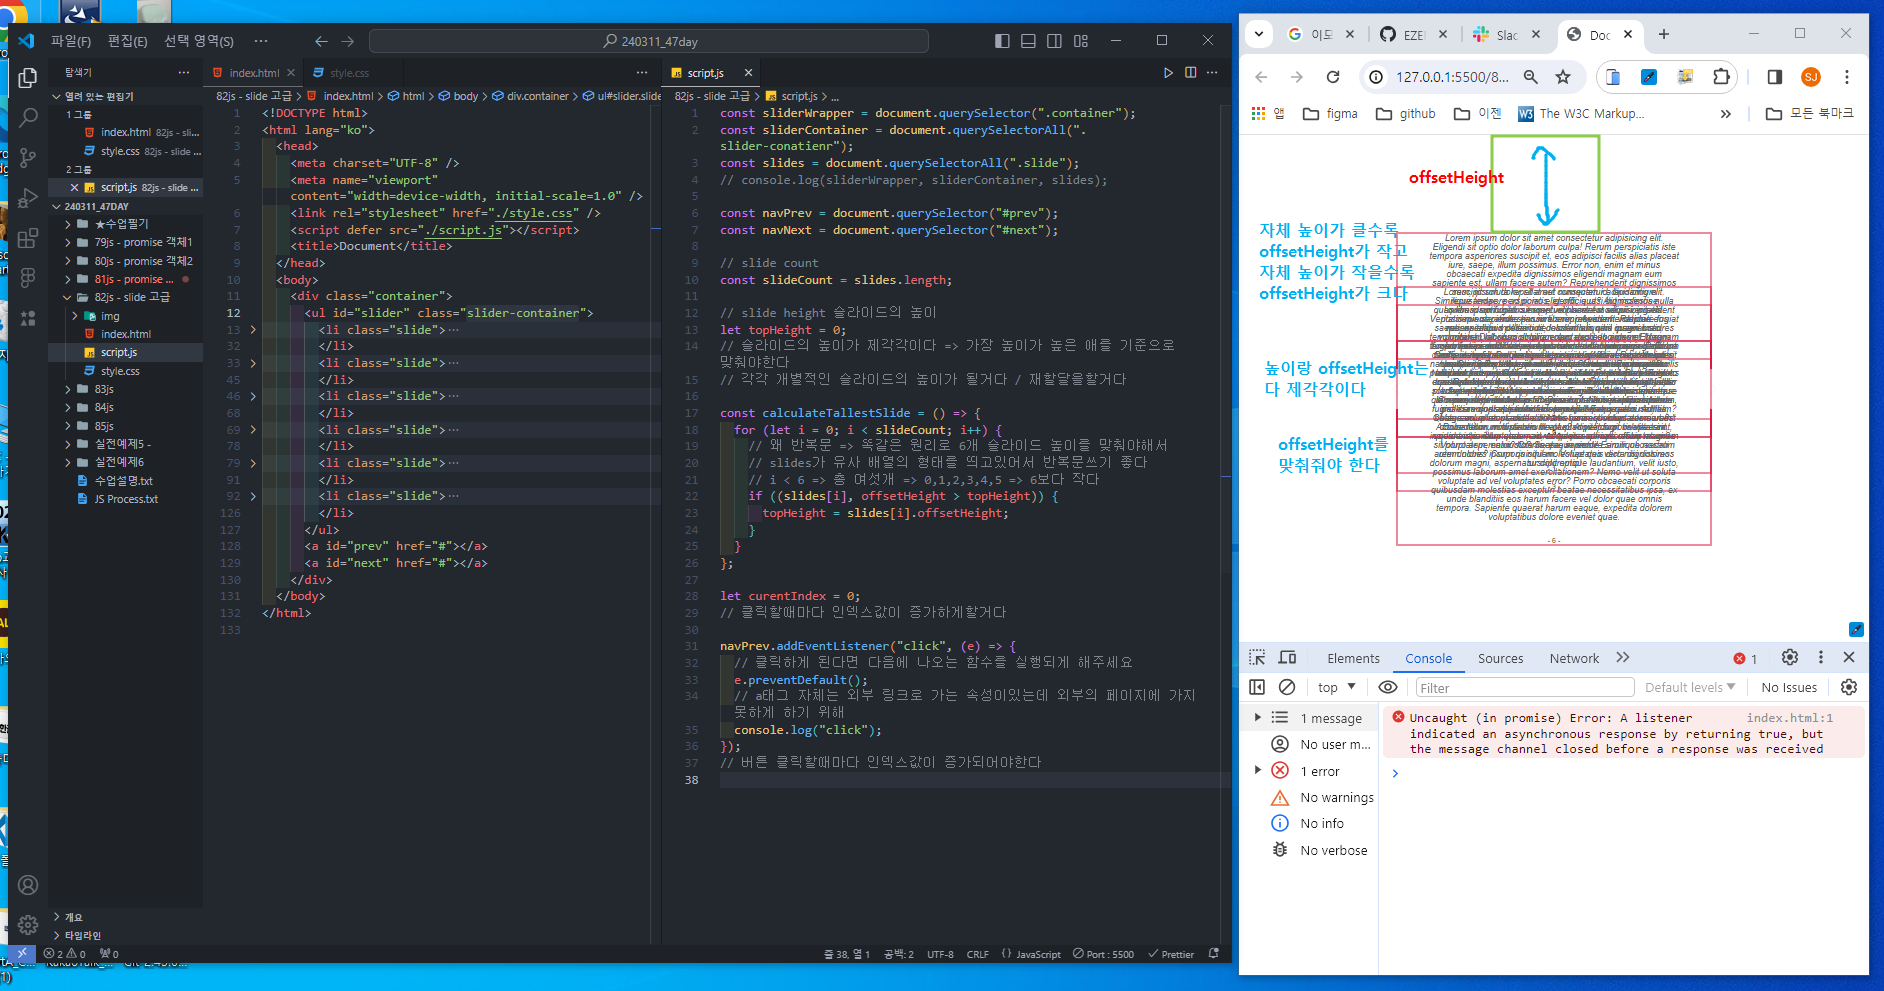 파일(F) 편집(E) 선택 영역(S) ···
240311_47day
탐색기
열려 있는 편집기
1그룹
index.html 82js - sli...
style.css 82js - slide ...
2 그룹
script.js 82js - slide ...
240311_47DAY
★수업필기
79js - promise 객체1
80js - promise 객체2
81js - promise ...
82js - slide 고급
img
index.html
script.js
style.css
83js
84js
85js
실전예제5 -
실전예제6
수업설명.txt
JS Process.txt
개요
타임라인
index.html
style.css
82js - slide 고급 > index.html > html > body > div.container > ul#slider.slide
1 <!DOCTYPE html>
2 <html lang="ko">
3 <head>
4 <meta charset="UTF-8" />
5 <meta name="viewport"
content="width=device-width, initial-scale=1.0" />
6 <link rel="stylesheet" href="./style.css" />
7 <script defer src="./script.js"></script>
8 <title>Document</title>
9 </head>
10 <body>
11 <div class="container">
12 <ul id="slider" class="slider-container">
13 <li class="slide">···
32 </li>
33 <li class="slide">···
45 </li>
46 <li class="slide">···
68 </li>
69 <li class="slide">···
78 </li>
79 <li class="slide">···
91 </li>
92 <li class="slide">···
126 </li>
127 </ul>
128 <a id="prev" href="#"></a>
129 <a id="next" href="#"></a>
130 </div>
131 </body>
132 </html>
133
script.js
82js - slide 고급 > script.js > ...
1 const sliderWrapper = document.querySelector(".container");
2 const sliderContainer = document.querySelectorAll(".
slider-conatienr");
3 const slides = document.querySelectorAll(".slide");
4 // console.log(sliderWrapper, sliderContainer, slides);
5
6 const navPrev = document.querySelector("#prev");
7 const navNext = document.querySelector("#next");
8
9 // slide count
10 const slideCount = slides.length;
11
12 // slide height 슬라이드의 높이
13 let topHeight = 0;
14 // 슬라이드의 높이가 제각각이다 => 가장 높이가 높은 애를 기준으로
맞춰야한다
15 // 각각 개별적인 슬라이드의 높이가 될거다 / 재할달을할거다
16
17 const calculateTallestSlide = () => {
18 for (let i = 0; i < slideCount; i++) {
19 // 왜 반복문 => 똑같은 원리로 6개 슬라이드 높이를 맞춰야해서
20 // slides가 유사 배열의 형태를 띄고있어서 반복문쓰기 좋다
21 // i < 6 => 총 여섯개 => 0,1,2,3,4,5 => 6보다 작다
22 if ((slides[i], offsetHeight > topHeight)) {
23 topHeight = slides[i].offsetHeight;
24 }
25 }
26 };
27
28 let curentIndex = 0;
29 // 클릭할때마다 인덱스값이 증가하게할거다
30
31 navPrev.addEventListener("click", (e) => {
32 // 클릭하게 된다면 다음에 나오는 함수를 실행되게 해주세요
33 e.preventDefault();
34 // a태그 자체는 외부 링크로 가는 속성이있는데 외부의 페이지에 가지
못하게 하기 위해
35 console.log("click");
36 });
37 // 버튼 클릭할때마다 인덱스값이 증가되어야한다
38
2 0 0
줄 38, 열 1 공백: 2 UTF-8 CRLF {} JavaScript Port : 5500 Prettier
이모 EZEI Slac Doc
127.0.0.1:5500/8...
SJ
앱 figma github 이젠 The W3C Markup... » 모든 북마크
offsetHeight
자체 높이가 클수록
offsetHeight가 작고
자체 높이가 작을수록
offsetHeight가 크다
높이랑 offsetHeight는
다 제각각이다
offsetHeight를
맞춰줘야 한다
Lorem ipsum dolor sit amet consectetur adipisicing elit.
Eligendi sit optio dolor laborum culpa! Rerum perspiciatis iste
tempora asperiores suscipit et, eos adipisci facilis alias placeat
iure, saepe, illum possimus. Error non, enim et minus
obcaecati expedita dignissimos eligendi magnam eum
sapiente est, ullam facere autem? Reprehenderit dignissimos
possimus laborum amet exercitationem? Nemo velit ut soluta
voluptate ad vel voluptates error? Porro obcaecati corporis
quibusdam molestias excepturi beatae necessitatibus ipsa, ex
unde blanditiis eos harum facere vel dolor quae omnis
tempora. Sapiente quaerat harum eaque, expedita dolorem
voluptatibus dolore eveniet quae.
- 6 -
Elements Console Sources Network » 1
top Filter Default levels No Issues
1 message
No user m...
1 error
No warnings
No info
No verbose
Uncaught (in promise) Error: A listener index.html:1
indicated an asynchronous response by returning true, but
the message channel closed before a response was received